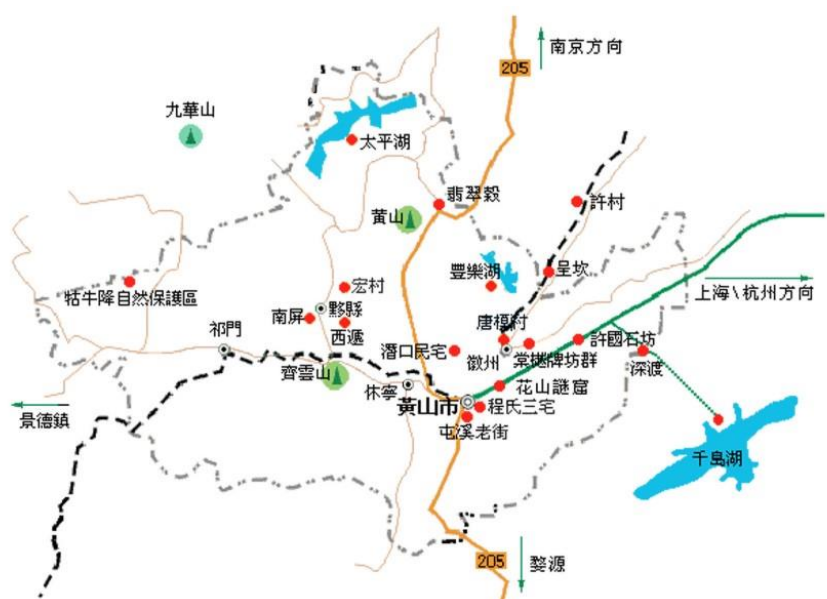 南京方向
205
九華山
太平湖
翡翠穀
黃山
許村
豐樂湖
呈坎
牯牛降自然保護區
宏村
上海\杭州方向
南屏
黟縣
西遞
唐模村
祁門
潛口民宅
徽州
棠樾牌坊群
許國石坊
深渡
齊雲山
休寧
花山謎窟
黃山市
程氏三宅
屯溪老街
景德鎮
千島湖
205
婺源